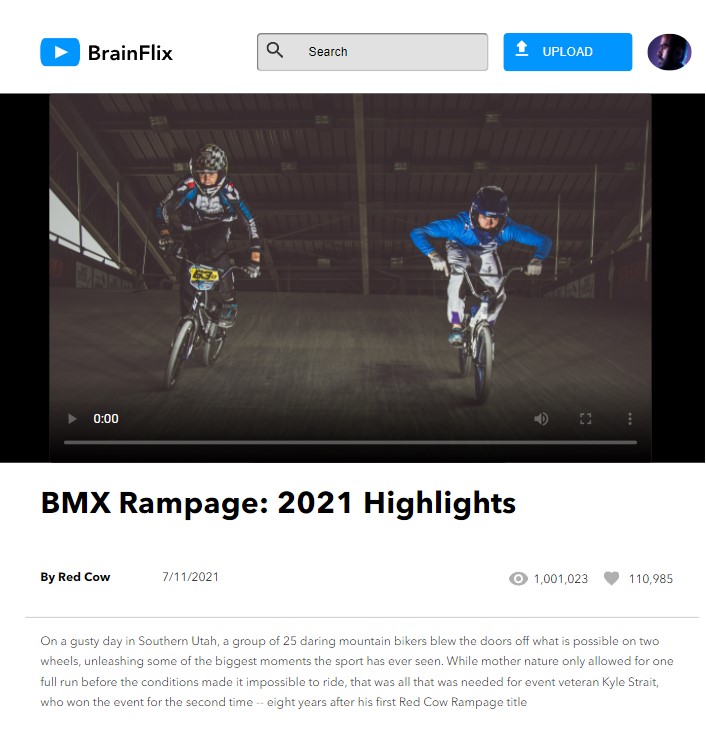 BrainFlix
Search
UPLOAD
0:00
BMX Rampage: 2021 Highlights
By Red Cow
7/11/2021
1,001,023
110,985
On a gusty day in Southern Utah, a group of 25 daring mountain bikers blew the doors off what is possible on two
wheels, unleashing some of the biggest moments the sport has ever seen. While mother nature only allowed for one
full run before the conditions made it impossible to ride, that was all that was needed for event veteran Kyle Strait,
who won the event for the second time -- eight years after his first Red Cow Rampage title